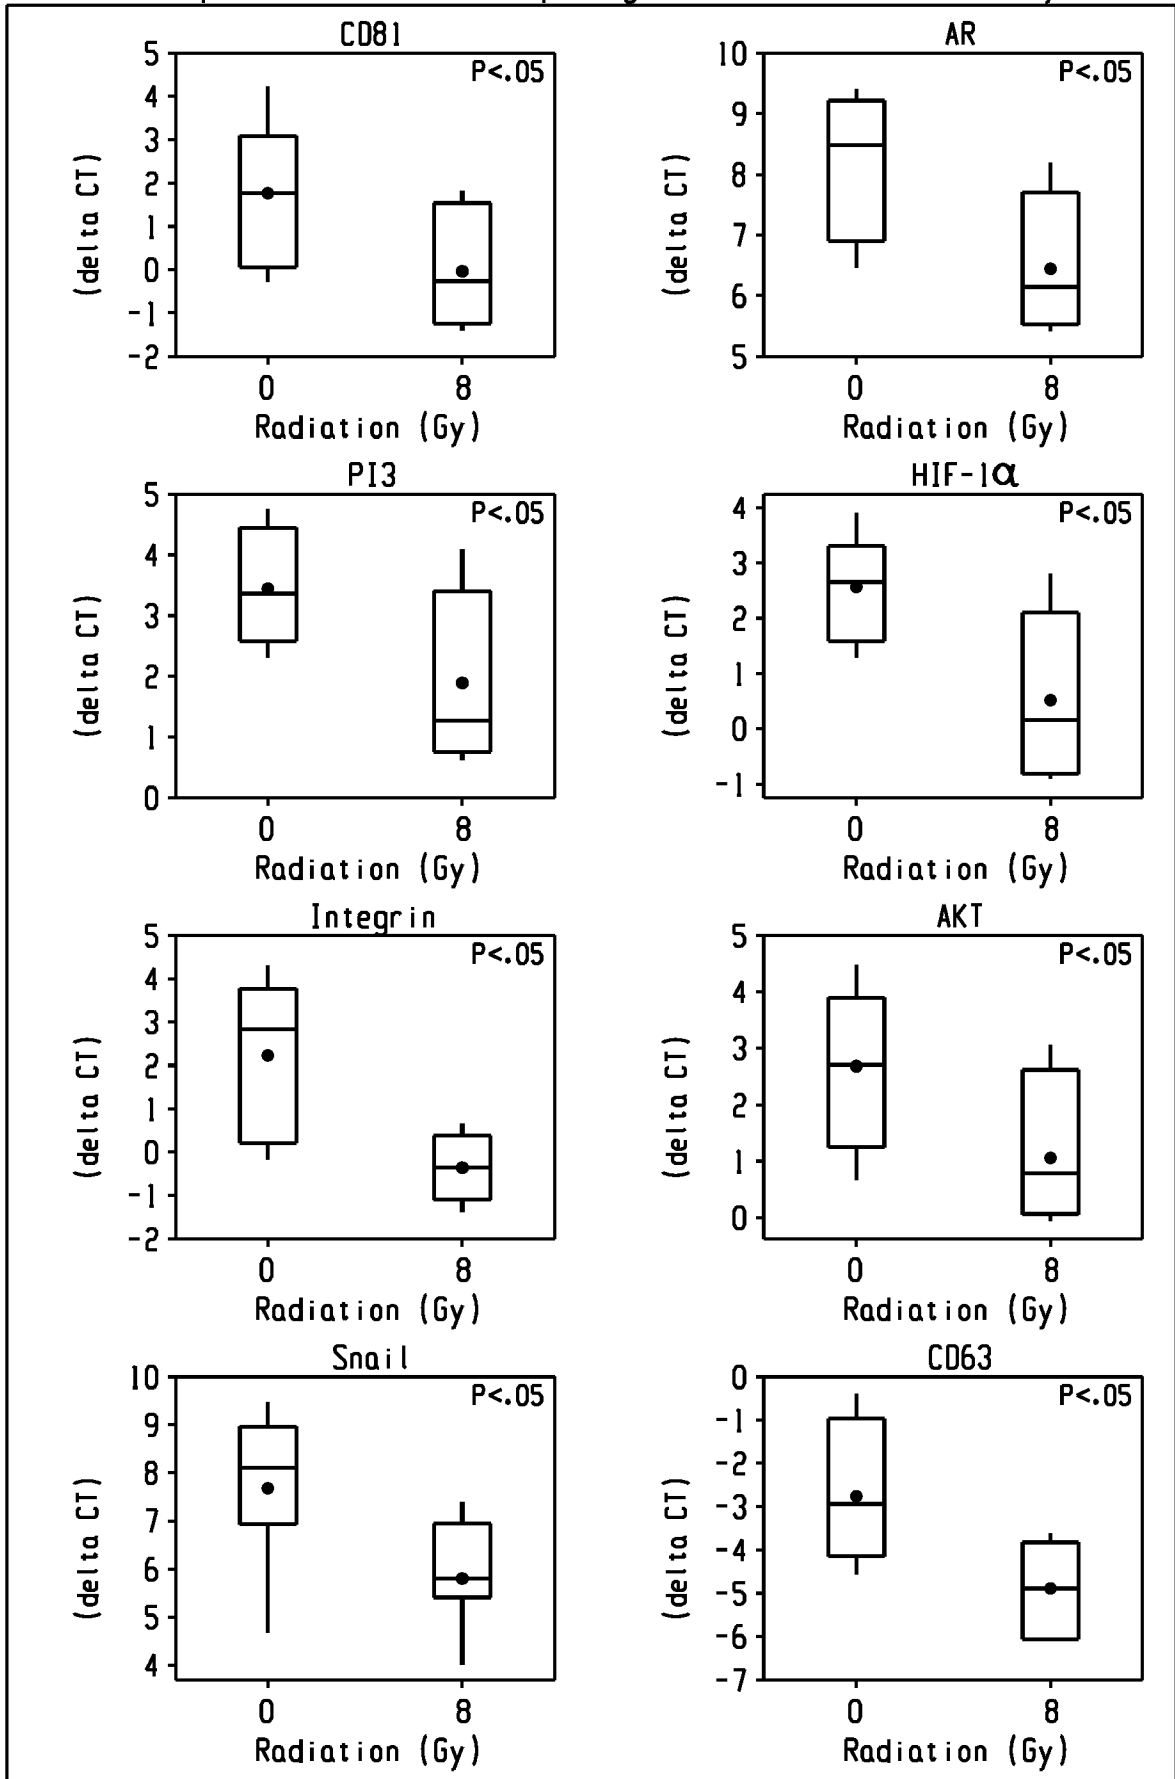 CD81
P<.05
5
4
3
2
1
0
-1
-2
(delta CT)
0 8
Radiation (Gy)
AR
P<.05
10
9
8
7
6
5
(delta CT)
0 8
Radiation (Gy)
PI3
P<.05
5
4
3
2
1
0
(delta CT)
0 8
Radiation (Gy)
HIF-1α
P<.05
4
3
2
1
0
-1
(delta CT)
0 8
Radiation (Gy)
Integrin
P<.05
5
4
3
2
1
0
-1
-2
(delta CT)
0 8
Radiation (Gy)
AKT
P<.05
5
4
3
2
1
0
(delta CT)
0 8
Radiation (Gy)
Snail
P<.05
10
9
8
7
6
5
4
(delta CT)
0 8
Radiation (Gy)
CD63
P<.05
0
-1
-2
-3
-4
-5
-6
-7
(delta CT)
0 8
Radiation (Gy)